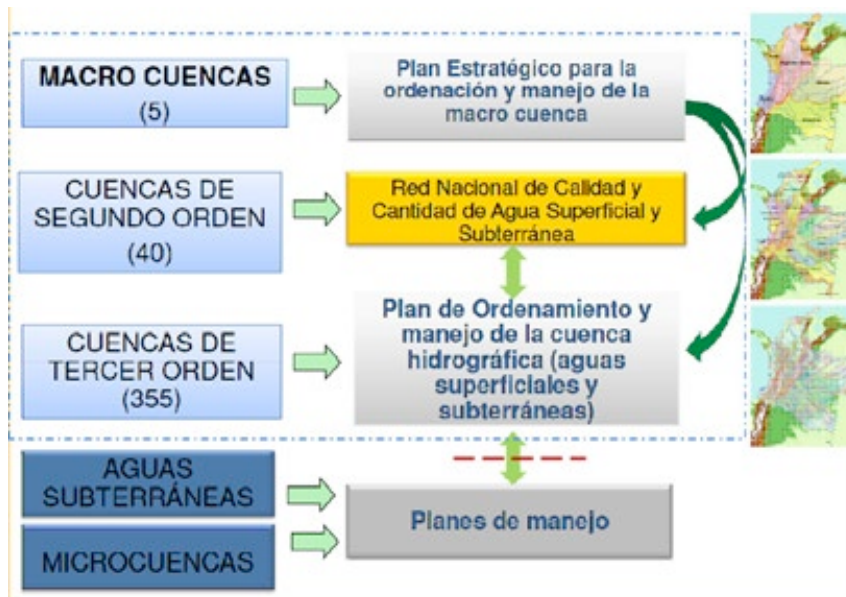 MACRO CUENCAS
(5)
Plan Estratégico para la
ordenación y manejo de la
macro cuenca
CUENCAS DE
SEGUNDO ORDEN
(40)
Red Nacional de Calidad y
Cantidad de Agua Superficial y
Subterránea
CUENCAS DE
TERCER ORDEN
(355)
Plan de Ordenamiento y
manejo de la cuenca
hidrográfica (aguas
superficiales y
subterráneas)
AGUAS
SUBTERRÁNEAS
MICROCUENCAS
Planes de manejo